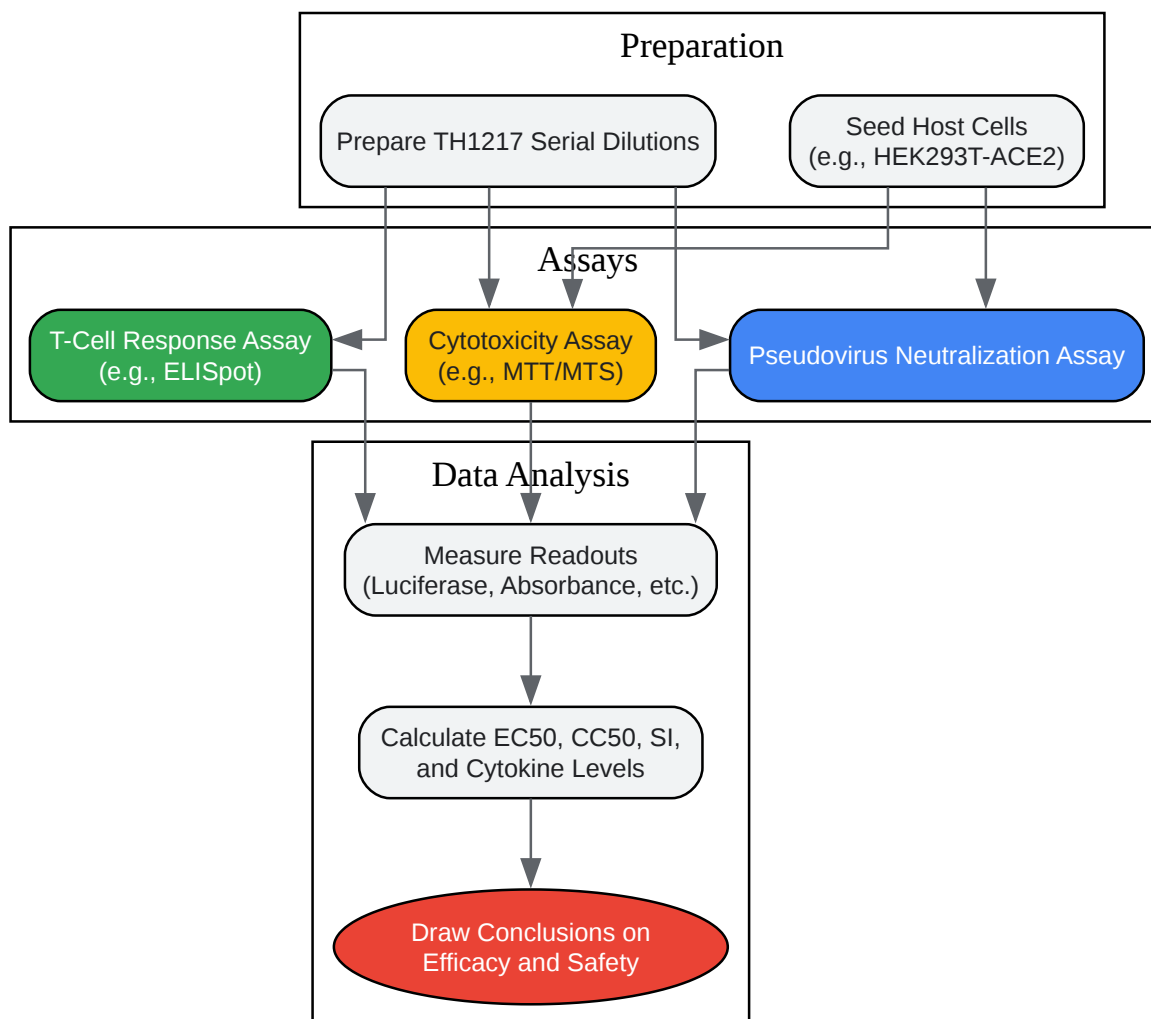 Preparation
Prepare TH1217 Serial Dilutions
Seed Host Cells
(e.g., HEK293T-ACE2)
Assays
T-Cell Response Assay
(e.g., ELISpot)
Cytotoxicity Assay
(e.g., MTT/MTS)
Pseudovirus Neutralization Assay
Data Analysis
Measure Readouts
(Luciferase, Absorbance, etc.)
Calculate EC50, CC50, SI,
and Cytokine Levels
Draw Conclusions on
Efficacy and Safety